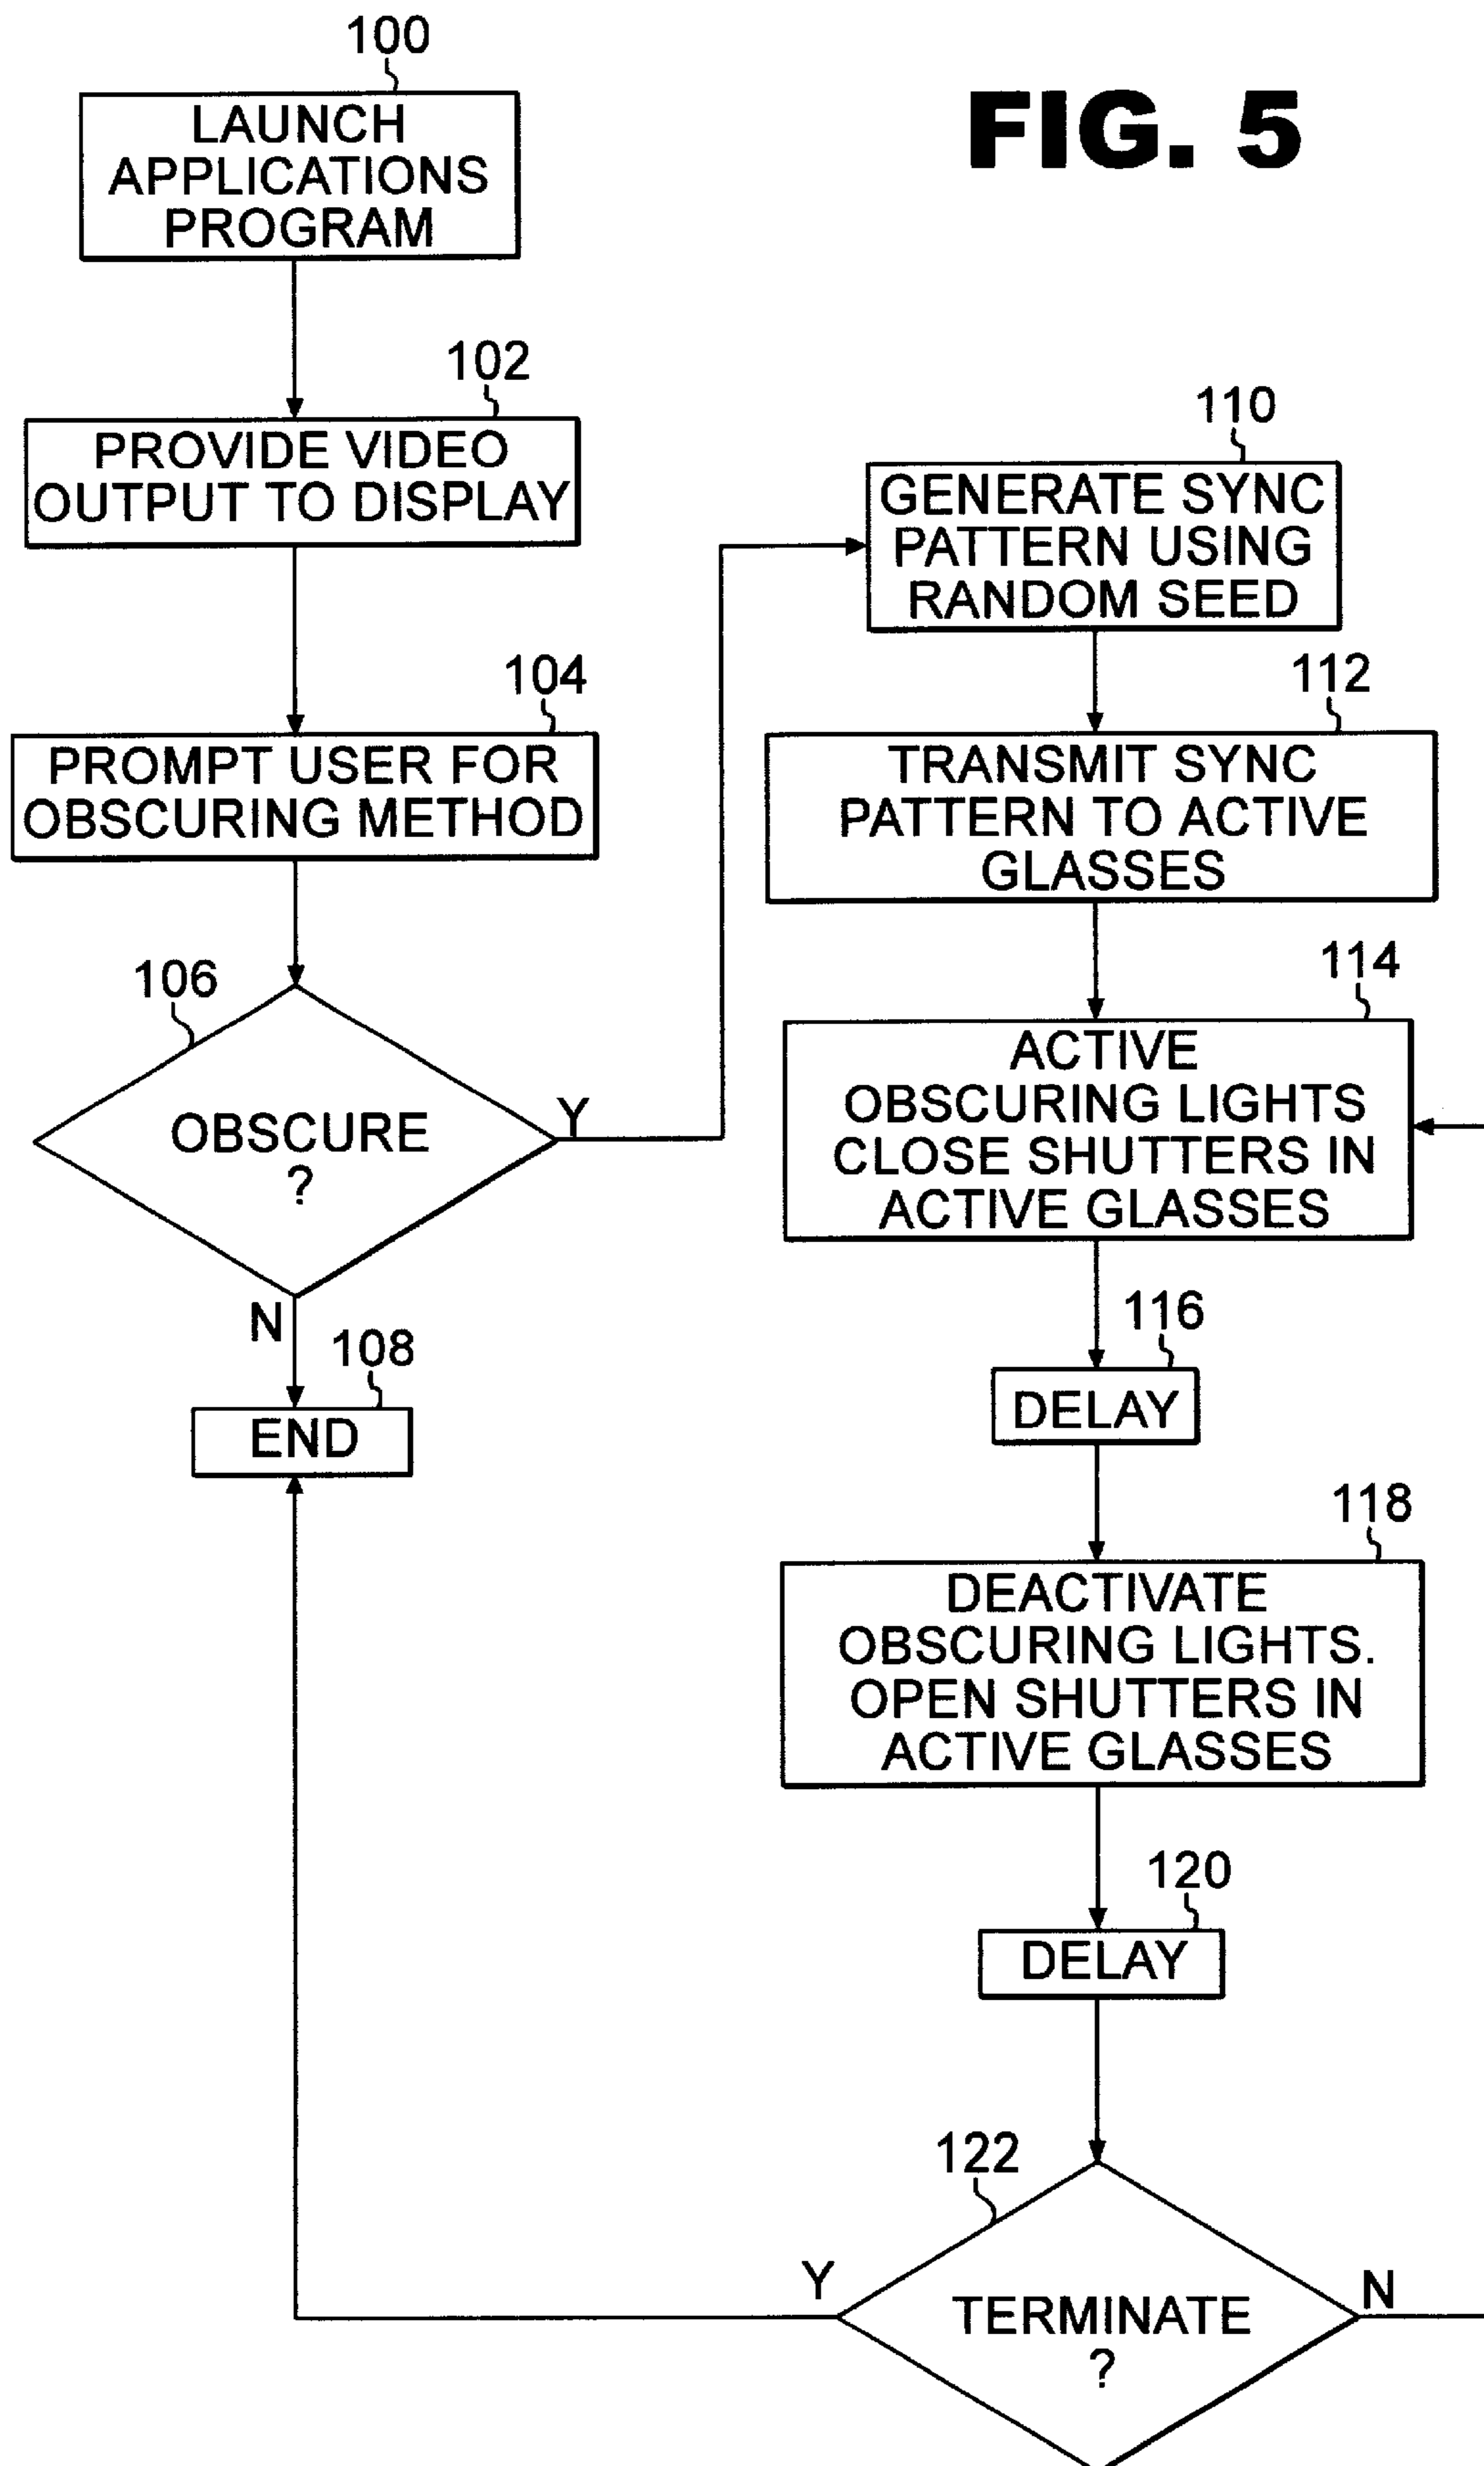 FIG. 5
100
LAUNCH
APPLICATIONS
PROGRAM
102
PROVIDE VIDEO
OUTPUT TO DISPLAY
104
PROMPT USER FOR
OBSCURING METHOD
106
OBSCURE
?
Y
N
108
END
110
GENERATE SYNC
PATTERN USING
RANDOM SEED
112
TRANSMIT SYNC
PATTERN TO ACTIVE
GLASSES
114
ACTIVE
OBSCURING LIGHTS
CLOSE SHUTTERS IN
ACTIVE GLASSES
116
DELAY
118
DEACTIVATE
OBSCURING LIGHTS.
OPEN SHUTTERS IN
ACTIVE GLASSES
120
DELAY
122
TERMINATE
?
Y
N